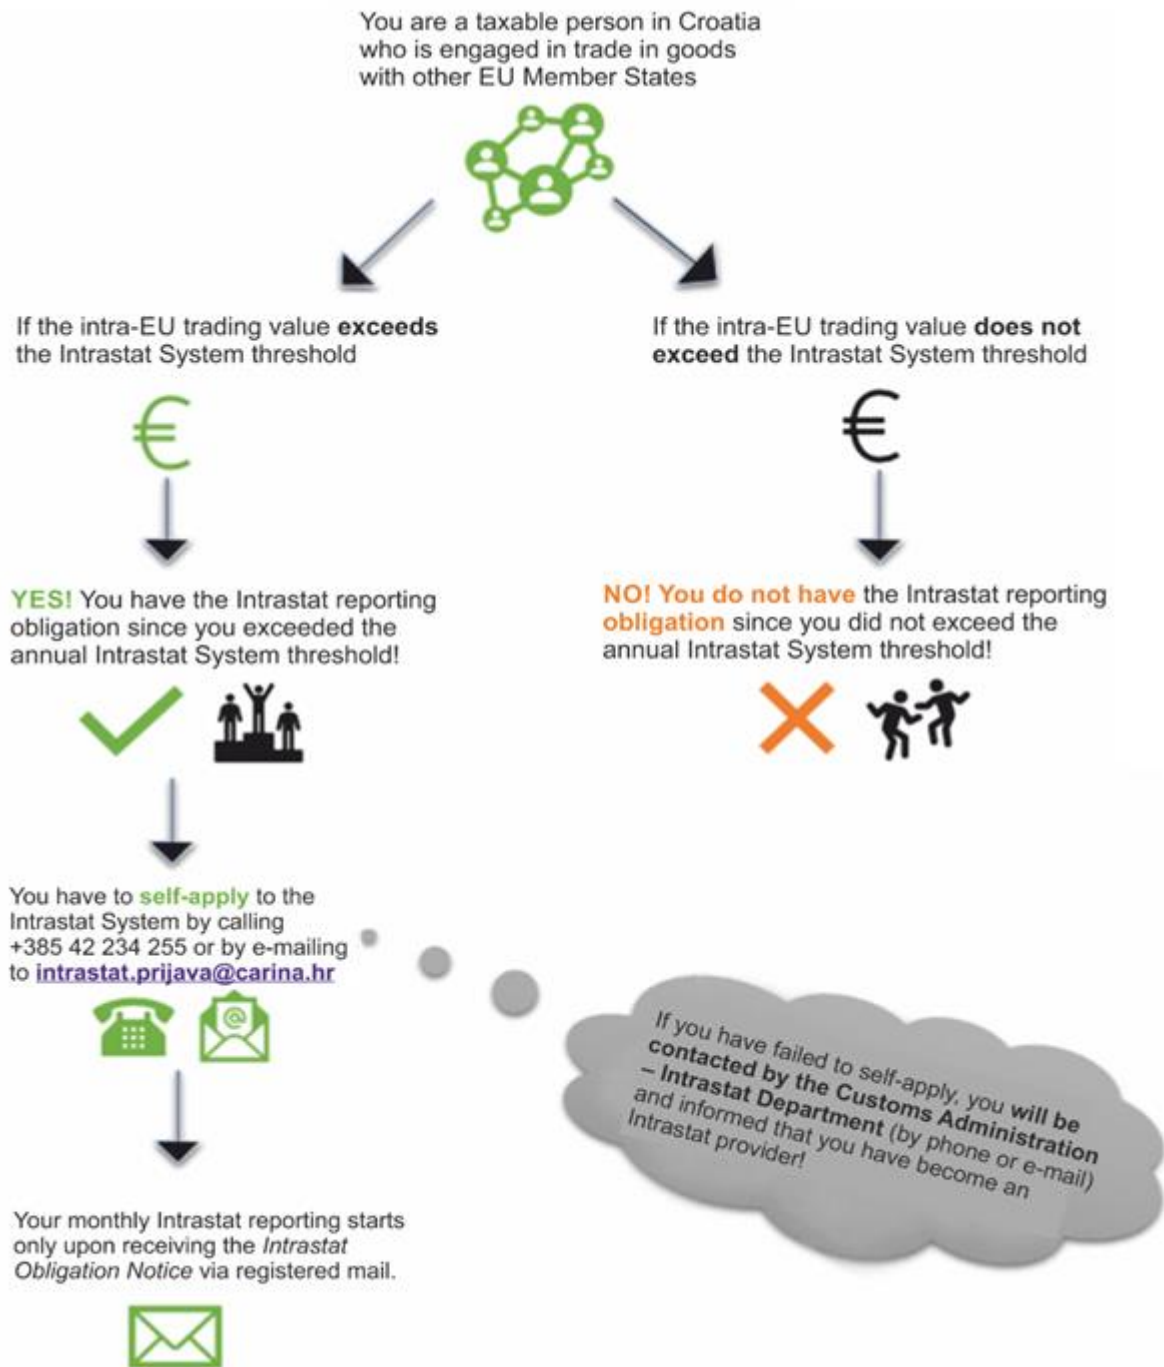 You are a taxable person in Croatia
who is engaged in trade in goods
with other EU Member States
If the intra-EU trading value exceeds
the Intrastat System threshold
If the intra-EU trading value does not
exceed the Intrastat System threshold
€
€
YES! You have the Intrastat reporting
obligation since you exceeded the
annual Intrastat System threshold!
NO! You do not have the Intrastat reporting
obligation since you did not exceed the
annual Intrastat System threshold!
You have to self-apply to the
Intrastat System by calling
+385 42 234 255 or by e-mailing
to intrastat.prijava@carina.hr
@
If you have failed to self-apply, you will be
contacted by the Customs Administration
– Intrastat Department (by phone or e-mail)
and informed that you have become an
Intrastat provider!
Your monthly Intrastat reporting starts
only upon receiving the Intrastat
Obligation Notice via registered mail.